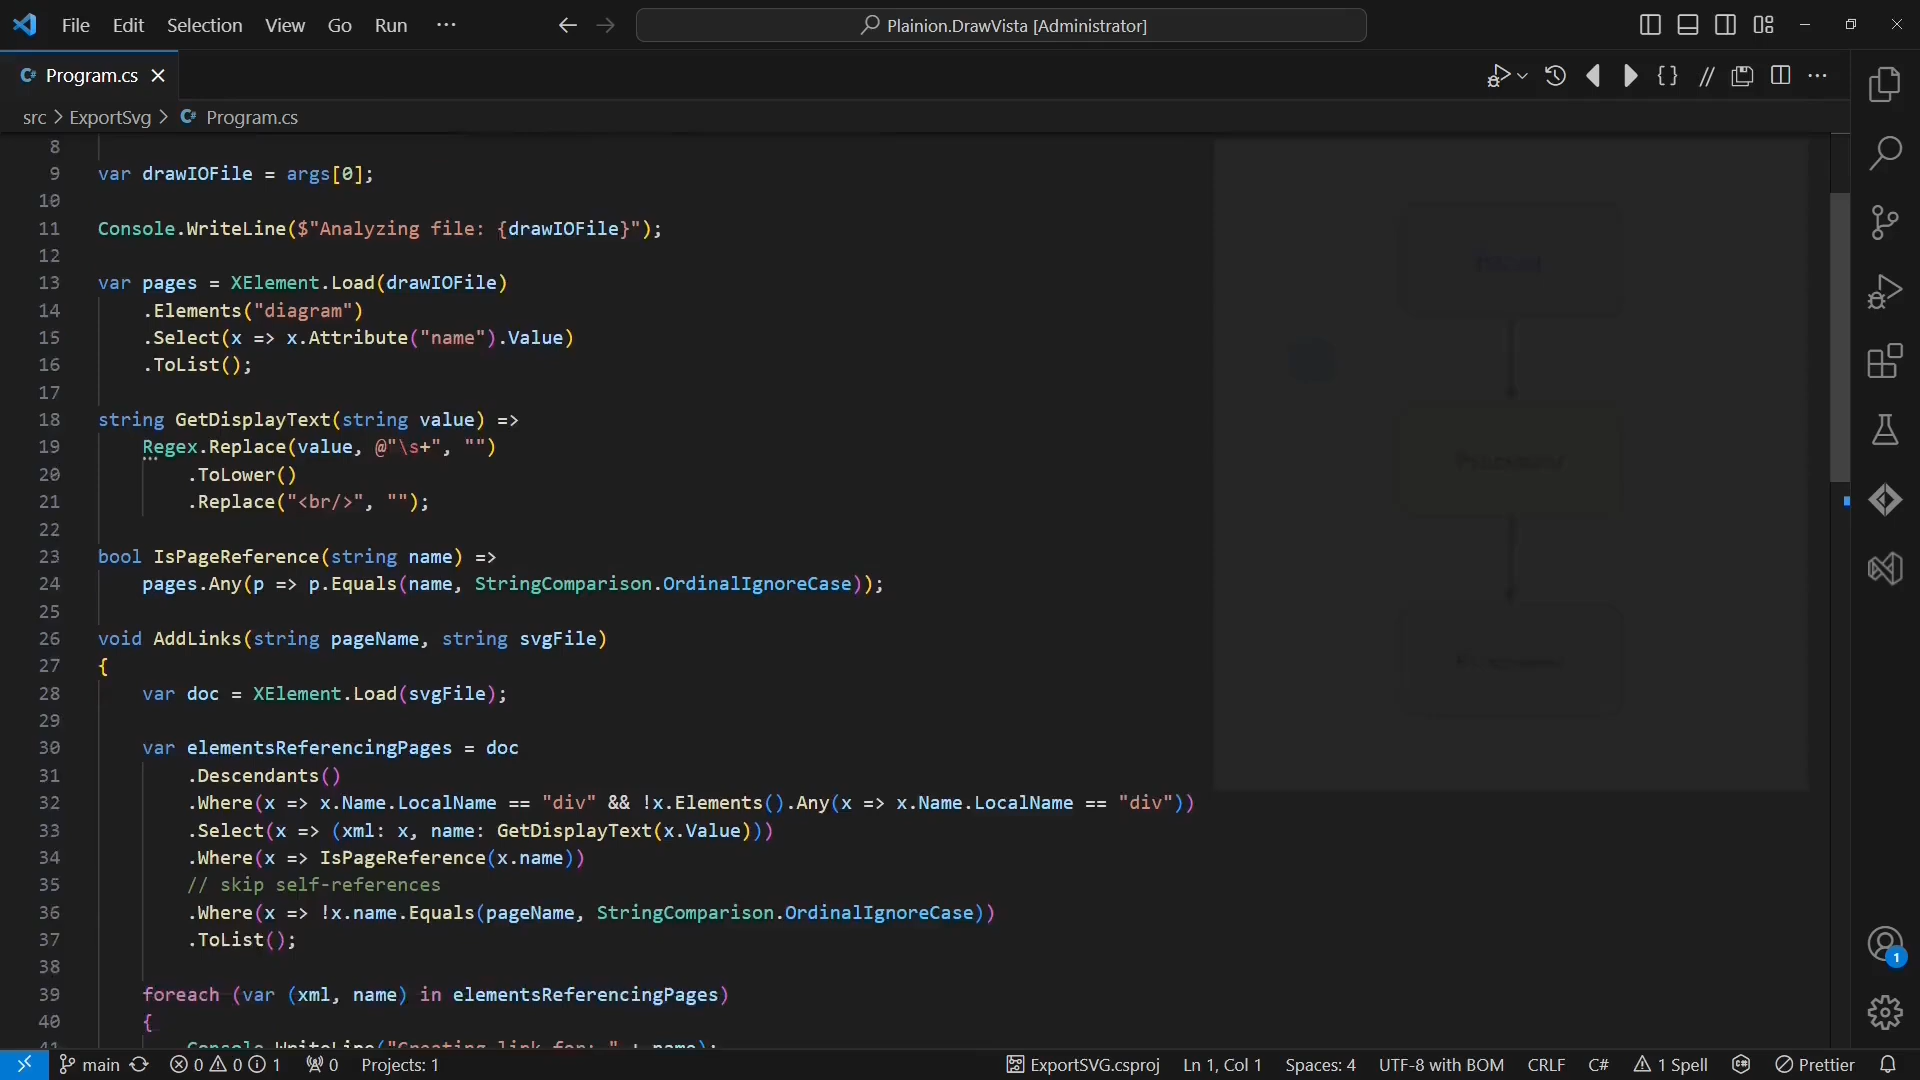 File Edit Selection View Go Run ··· Plainion.DrawVista [Administrator]
C# Program.cs
src > ExportSvg > C# Program.cs
8
9 var drawIOFile = args[0];
10
11 Console.WriteLine($"Analyzing file: {drawIOFile}");
12
13 var pages = XElement.Load(drawIOFile)
14 .Elements("diagram")
15 .Select(x => x.Attribute("name").Value)
16 .ToList();
17
18 string GetDisplayText(string value) =>
19 Regex.Replace(value, @"\s+", "")
20 .ToLower()
21 .Replace("<br/>", "");
22
23 bool IsPageReference(string name) =>
24 pages.Any(p => p.Equals(name, StringComparison.OrdinalIgnoreCase));
25
26 void AddLinks(string pageName, string svgFile)
27 {
28 var doc = XElement.Load(svgFile);
29
30 var elementsReferencingPages = doc
31 .Descendants()
32 .Where(x => x.Name.LocalName == "div" && !x.Elements().Any(x => x.Name.LocalName == "div"))
33 .Select(x => (xml: x, name: GetDisplayText(x.Value)))
34 .Where(x => IsPageReference(x.name))
35 // skip self-references
36 .Where(x => !x.name.Equals(pageName, StringComparison.OrdinalIgnoreCase))
37 .ToList();
38
39 foreach (var (xml, name) in elementsReferencingPages)
40 {
41 Console.WriteLine("Creating link for: " + name);
1
main 0 0 1 0 Projects: 1 ExportSVG.csproj Ln 1, Col 1 Spaces: 4 UTF-8 with BOM CRLF C# 1 Spell Prettier